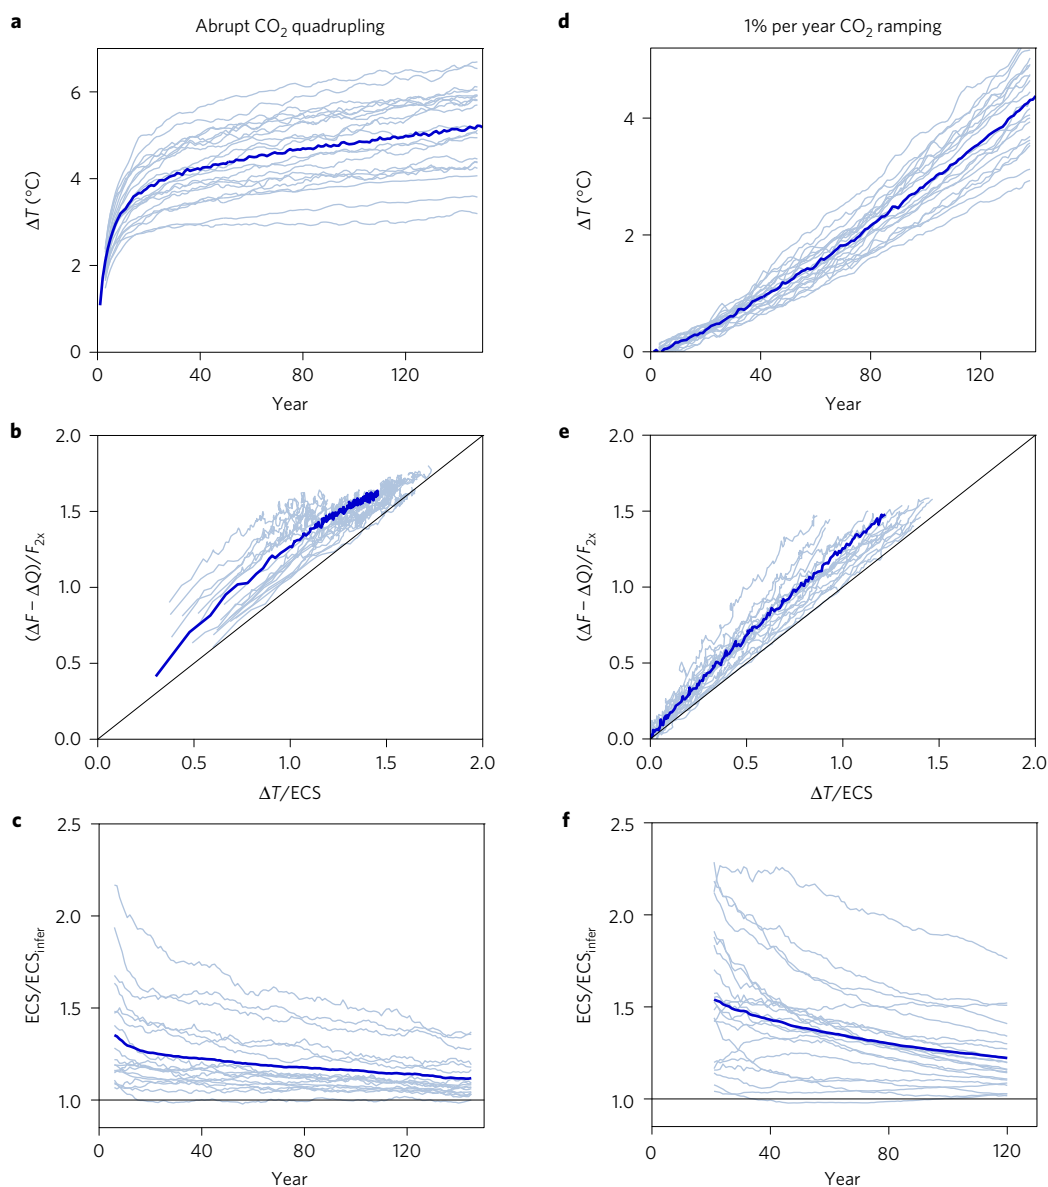 a
Abrupt CO₂ quadrupling
6
4
2
0
ΔT (°C)
0 40 80 120
Year
d
1% per year CO₂ ramping
4
2
0
ΔT (°C)
0 40 80 120
Year
b
2.0
1.5
1.0
0.5
0.0
(ΔF − ΔQ)/F₂ₓ
0.0 0.5 1.0 1.5 2.0
ΔT/ECS
e
2.0
1.5
1.0
0.5
0.0
(ΔF − ΔQ)/F₂ₓ
0.0 0.5 1.0 1.5 2.0
ΔT/ECS
c
2.5
2.0
1.5
1.0
ECS/ECSinfer
0 40 80 120
Year
f
2.5
2.0
1.5
1.0
ECS/ECSinfer
0 40 80 120
Year